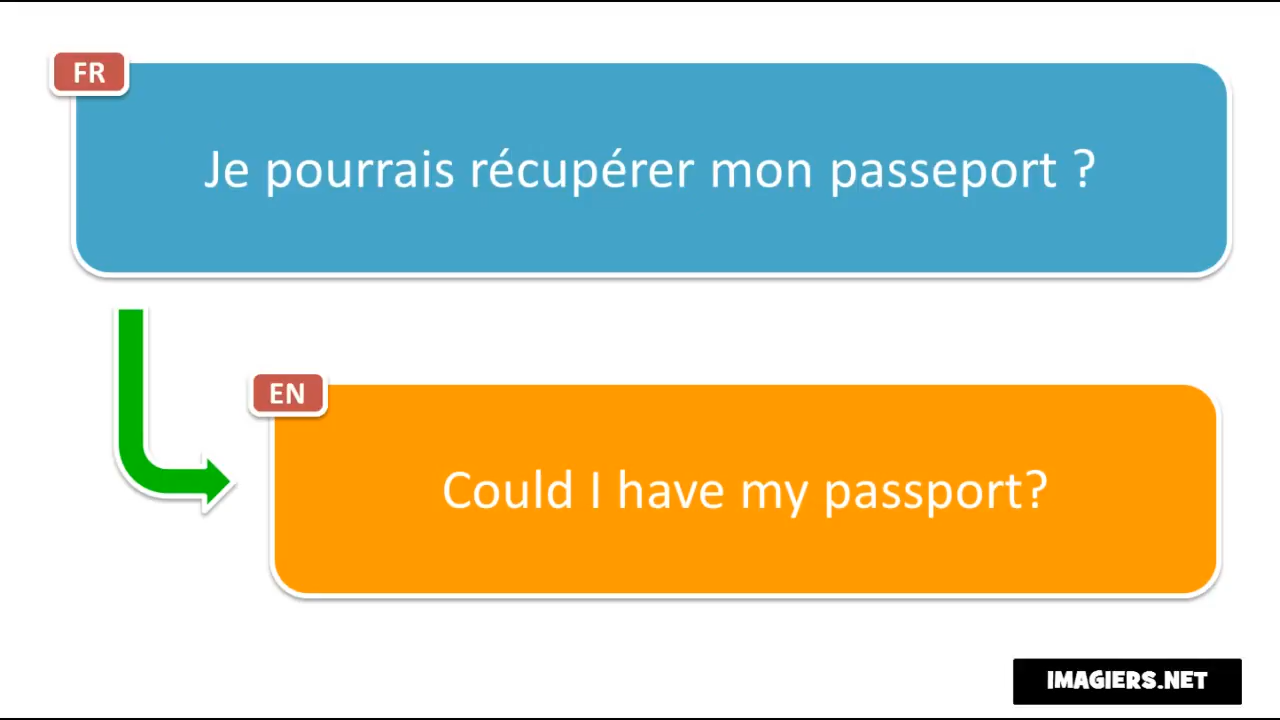 FR
Je pourrais récupérer mon passeport ?
EN
Could I have my passport?
IMAGIERS.NET